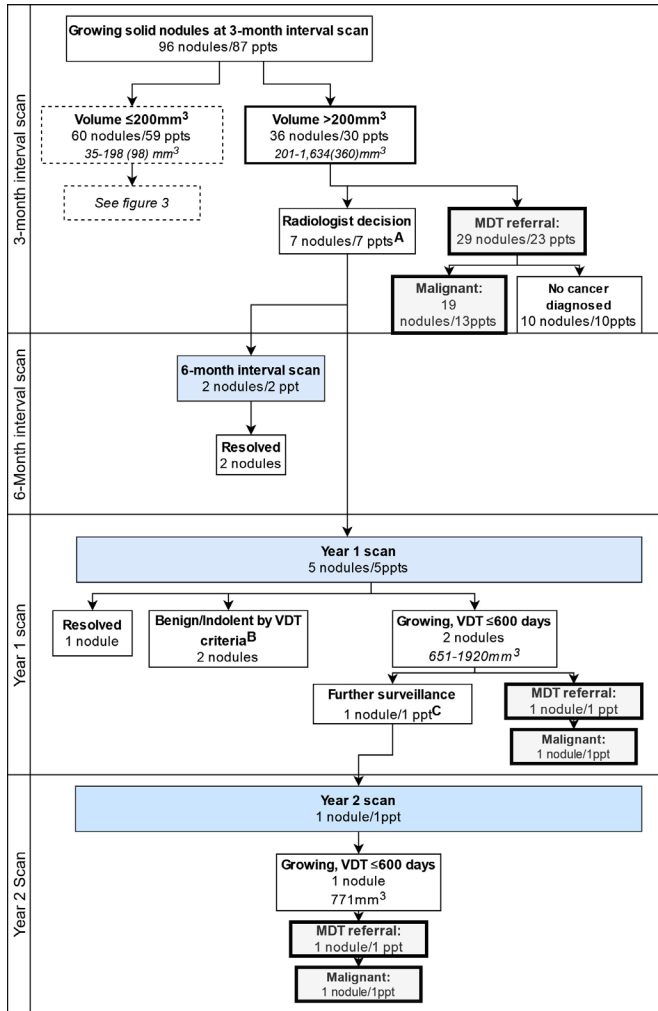 3-month interval scan
Growing solid nodules at 3-month interval scan
96 nodules/87 ppts
Volume ≤200mm³
60 nodules/59 ppts
35-198 (98) mm³
Volume >200mm³
36 nodules/30 ppts
201-1,634(360)mm³
See figure 3
Radiologist decision
7 nodules/7 pptsᴬ
MDT referral:
29 nodules/23 ppts
Malignant:
19
nodules/13ppts
No cancer
diagnosed
10 nodules/10ppts
6-Month interval scan
6-month interval scan
2 nodules/2 ppt
Resolved
2 nodules
Year 1 scan
Year 1 scan
5 nodules/5ppts
Resolved
1 nodule
Benign/Indolent by VDT
criteriaᴮ
2 nodules
Growing, VDT ≤600 days
2 nodules
651-1920mm³
Further surveillance
1 nodule/1 pptᶜ
MDT referral:
1 nodule/1 ppt
Malignant:
1 nodule/1ppt
Year 2 Scan
Year 2 scan
1 nodule/1ppt
Growing, VDT ≤600 days
1 nodule
771mm³
MDT referral:
1 nodule/1 ppt
Malignant:
1 nodule/1ppt